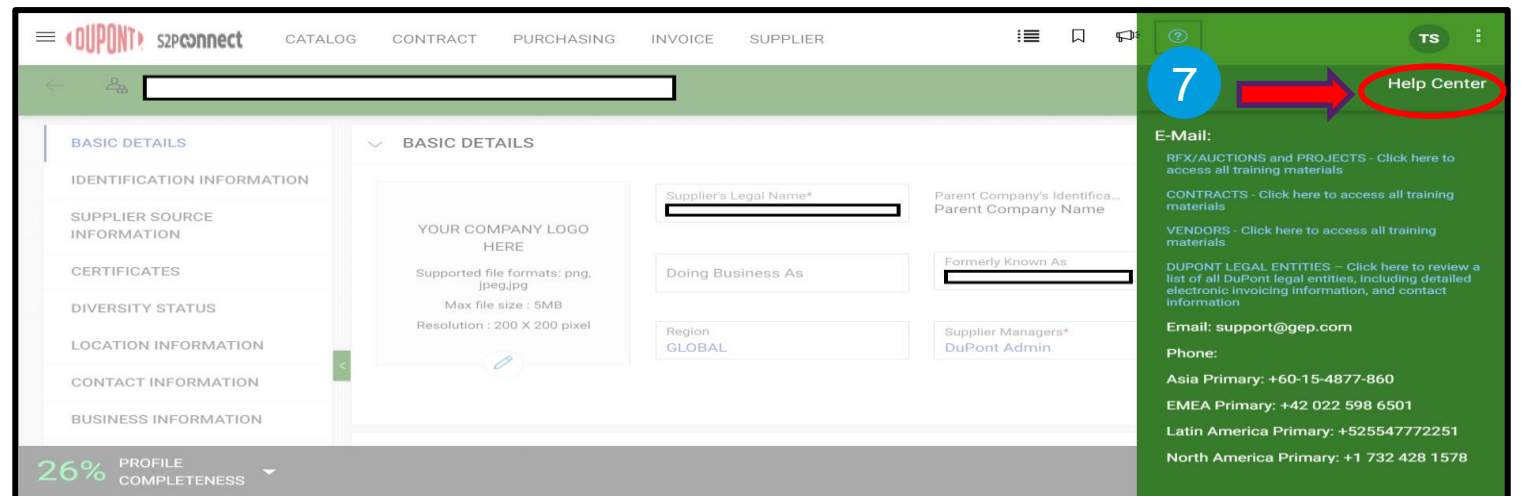 DUPONT S2PCONNECT CATALOG CONTRACT PURCHASING INVOICE SUPPLIER ? TS
7 Help Center
BASIC DETAILS
IDENTIFICATION INFORMATION
SUPPLIER SOURCE
INFORMATION
CERTIFICATES
DIVERSITY STATUS
LOCATION INFORMATION
CONTACT INFORMATION
BUSINESS INFORMATION
<
BASIC DETAILS
YOUR COMPANY LOGO
HERE
Supported file formats: png,
jpeg,jpg
Max file size : 5MB
Resolution : 200 X 200 pixel
Supplier's Legal Name*
Parent Company's Identifica...
Parent Company Name
Doing Business As
Formerly Known As
Region
GLOBAL
Supplier Managers*
DuPont Admin
E-Mail:
RFX/AUCTIONS and PROJECTS - Click here to
access all training materials
CONTRACTS - Click here to access all training
materials
VENDORS - Click here to access all training
materials
DUPONT LEGAL ENTITIES – Click here to review a
list of all DuPont legal entities, including detailed
electronic invoicing information, and contact
information
Email: support@gep.com
Phone:
Asia Primary: +60-15-4877-860
EMEA Primary: +42 022 598 6501
Latin America Primary: +525547772251
North America Primary: +1 732 428 1578
26% PROFILE
COMPLETENESS